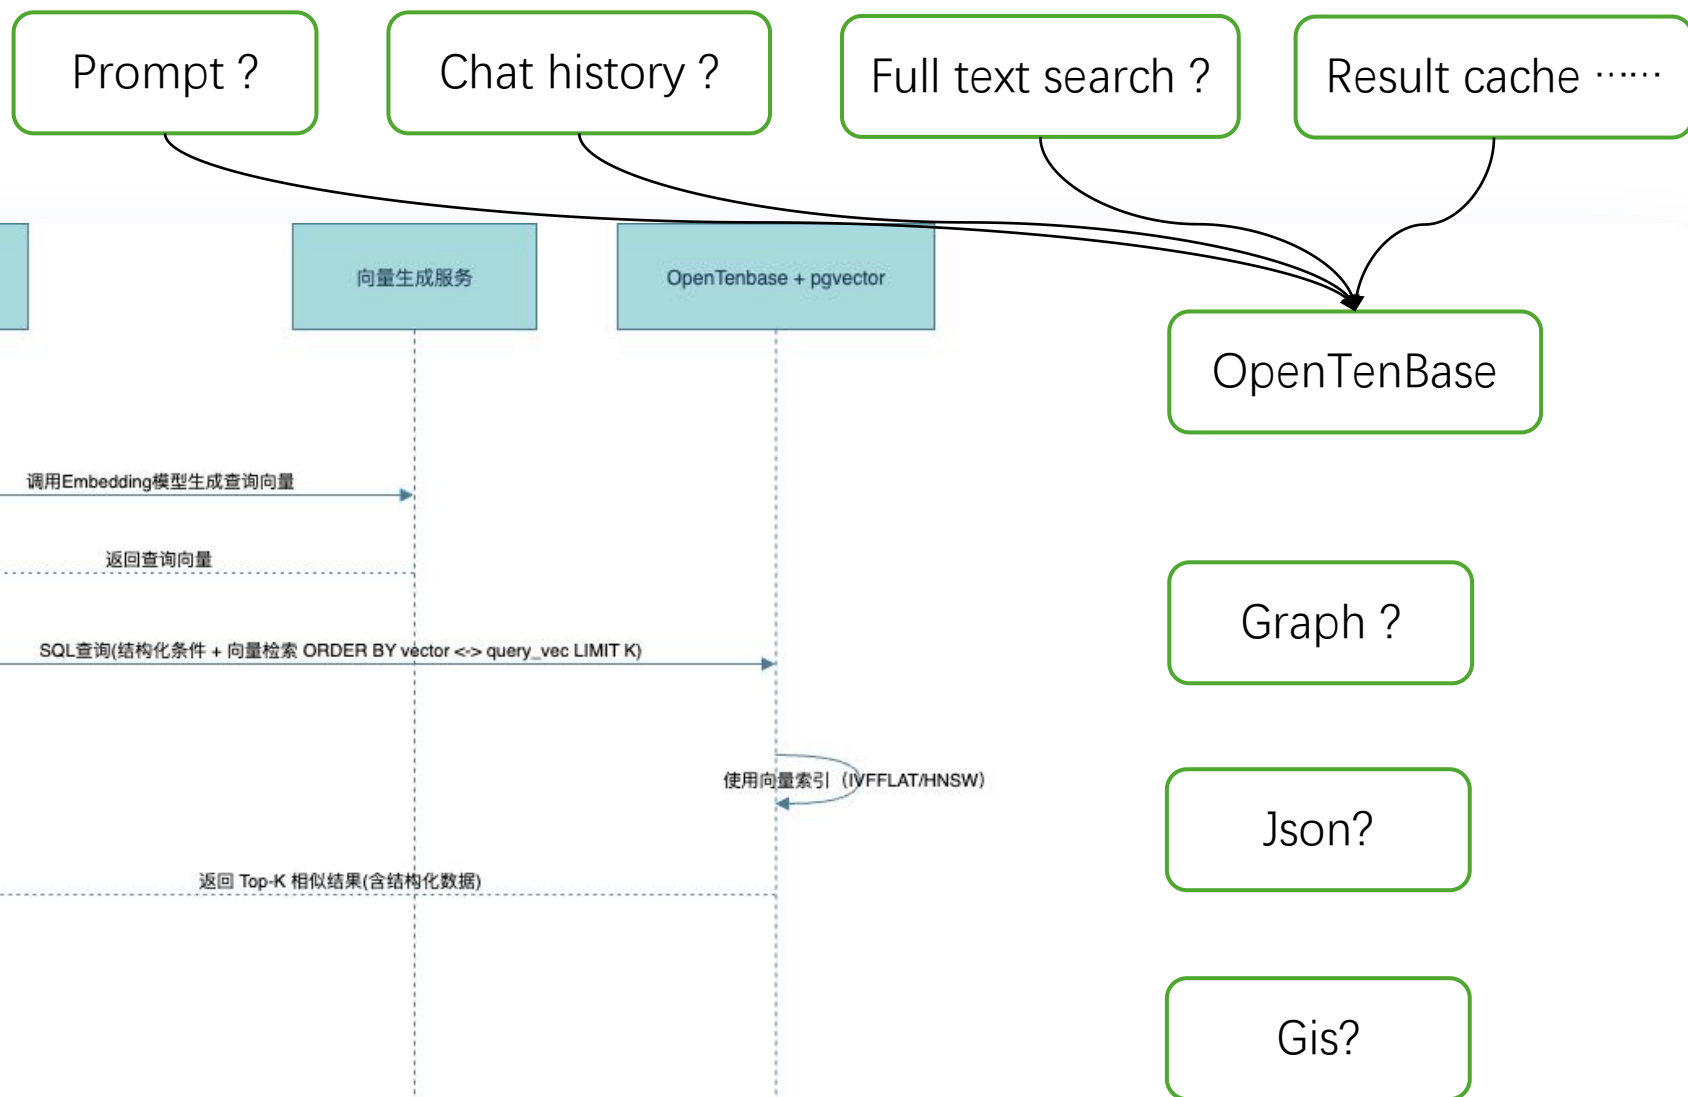 Prompt ?
Chat history ?
Full text search ?
Result cache ······
向量生成服务
OpenTenbase + pgvector
OpenTenBase
调用Embedding模型生成查询向量
返回查询向量
Graph ?
SQL查询(结构化条件 + 向量检索 ORDER BY vector <-> query_vec LIMIT K)
使用向量索引（IVFFLAT/HNSW）
Json?
返回 Top-K 相似结果(含结构化数据)
Gis?